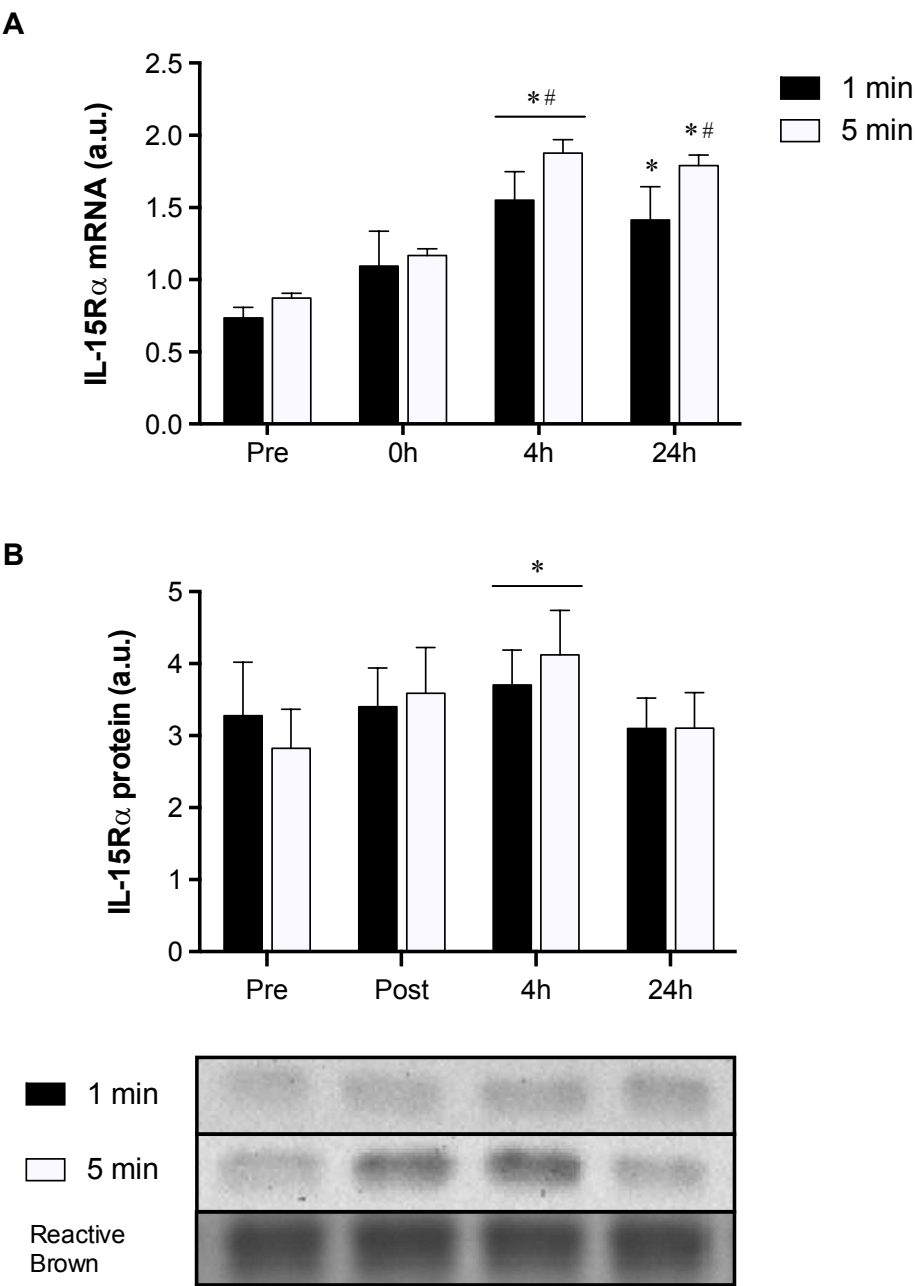 A
IL-15Rα mRNA (a.u.)
2.5
2.0
1.5
1.0
0.5
0.0
*#
*
*#
Pre 0h 4h 24h
1 min
5 min
B
IL-15Rα protein (a.u.)
5
4
3
2
1
0
*
Pre Post 4h 24h
1 min
5 min
Reactive
Brown